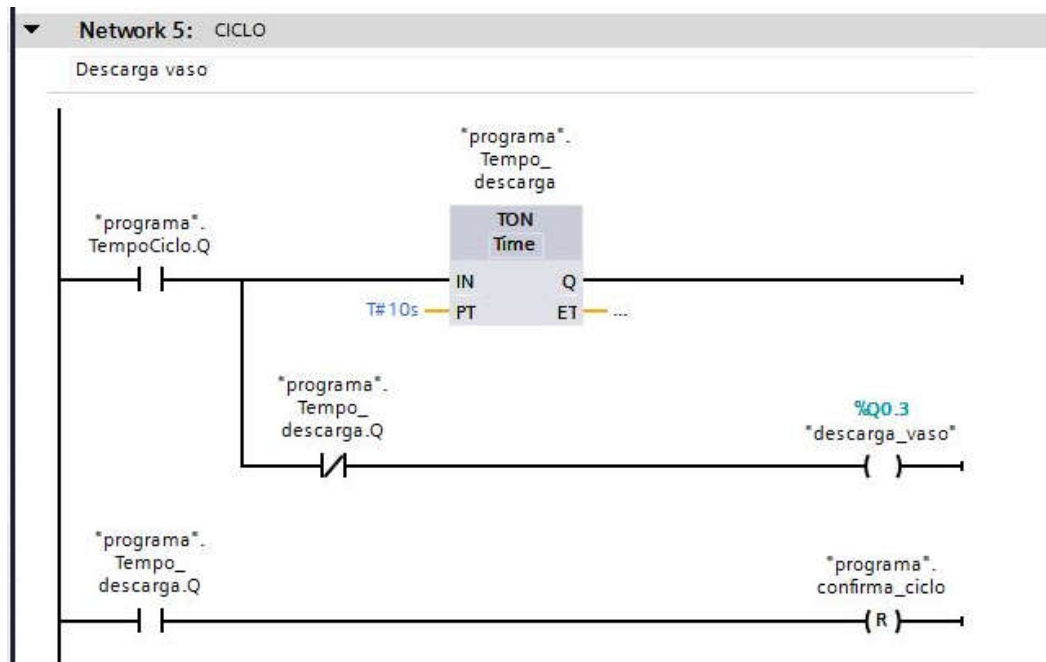 Network 5: CICLO
Descarga vaso
"programa".
Tempo_
descarga
TON
Time
"programa".
TempoCiclo.Q
IN
Q
T#10s
PT
ET
...
"programa".
Tempo_
descarga.Q
%Q0.3
"descarga_vaso"
"programa".
Tempo_
descarga.Q
"programa".
confirma_ciclo
R